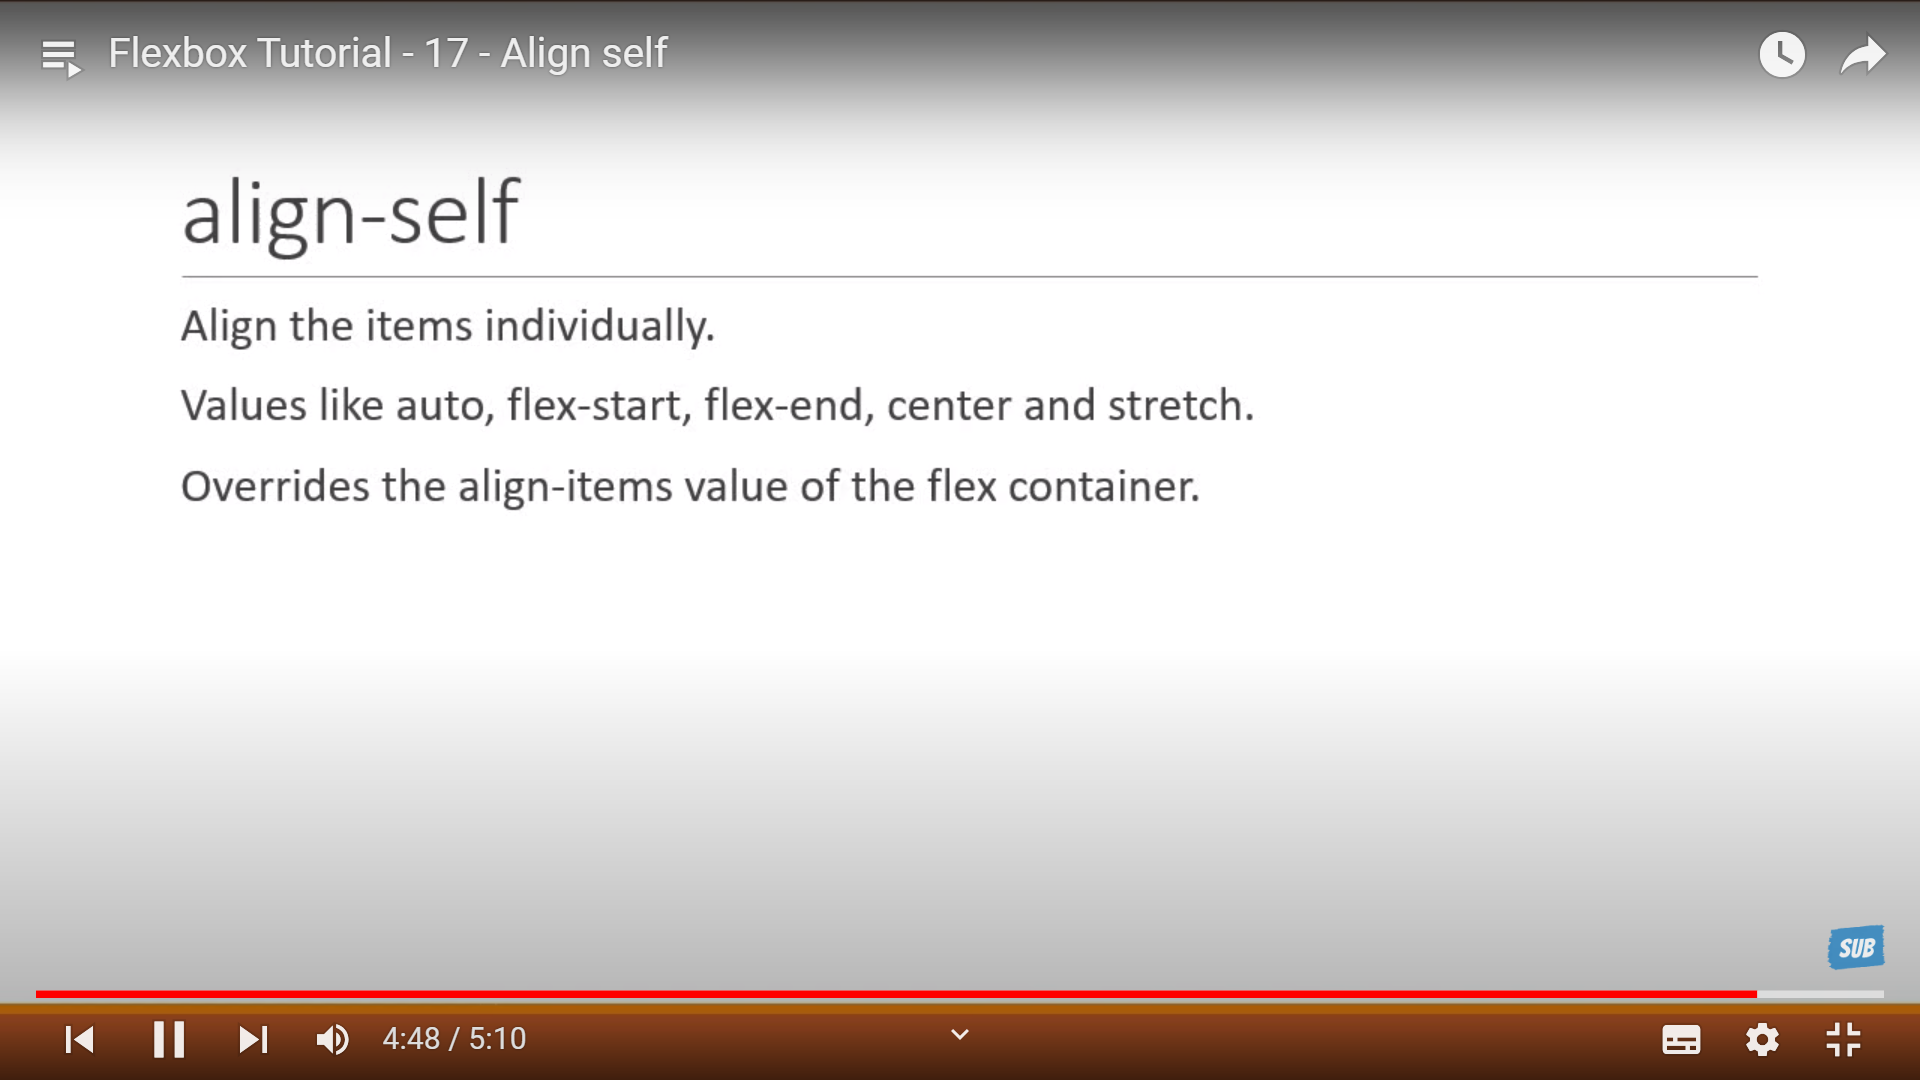 Flexbox Tutorial - 17 - Align self
align-self
Align the items individually.
Values like auto, flex-start, flex-end, center and stretch.
Overrides the align-items value of the flex container.
SUB
4:48 / 5:10